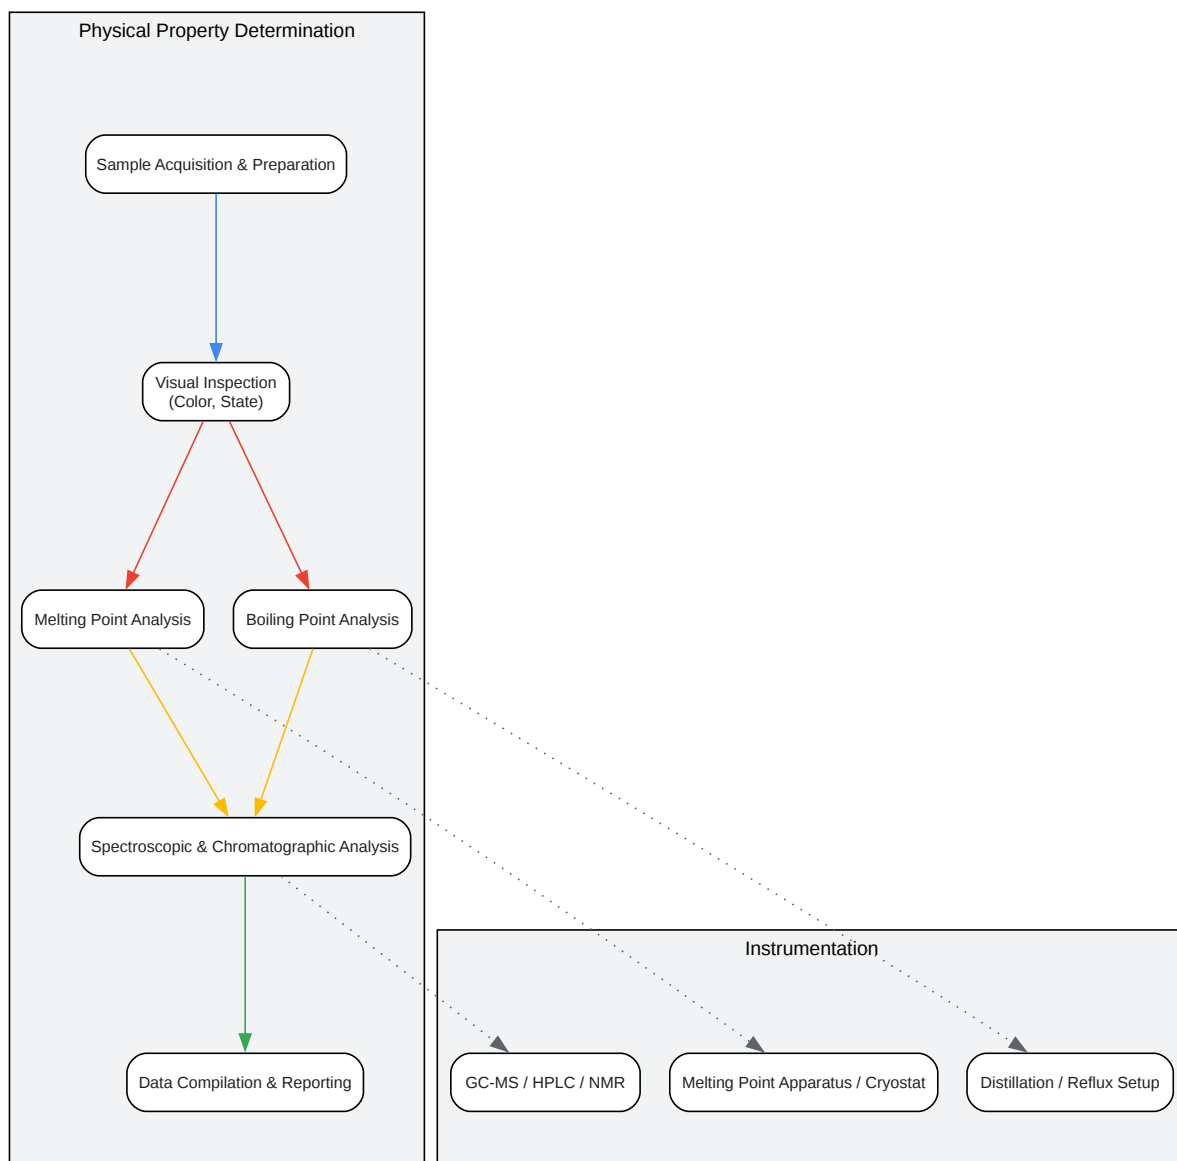 Physical Property Determination
Sample Acquisition & Preparation
Visual Inspection
(Color, State)
Melting Point Analysis
Boiling Point Analysis
Spectroscopic & Chromatographic Analysis
Data Compilation & Reporting
Instrumentation
GC-MS / HPLC / NMR
Melting Point Apparatus / Cryostat
Distillation / Reflux Setup